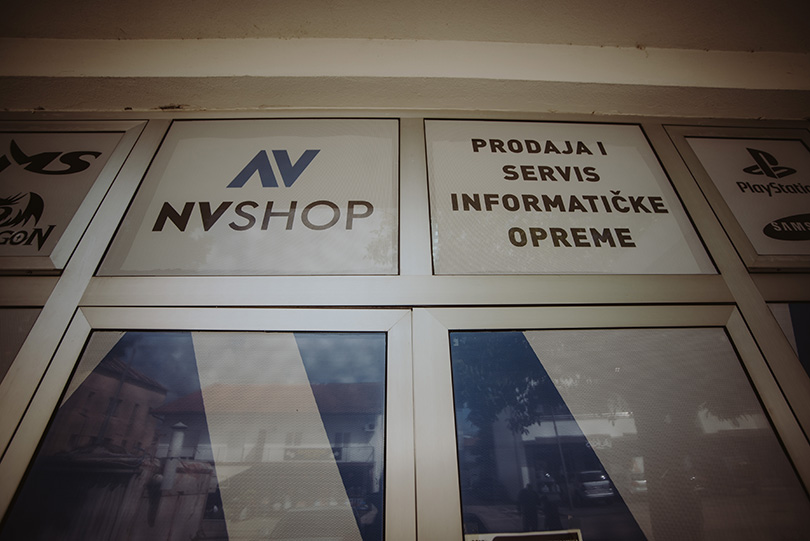 NVSHOP
PRODAJA I
SERVIS
INFORMATIČKE
OPREME
PlayStation